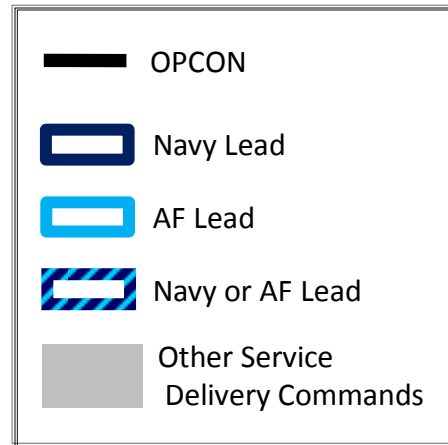 OPCON
Navy Lead
AF Lead
Navy or AF Lead
Other Service
Delivery Commands